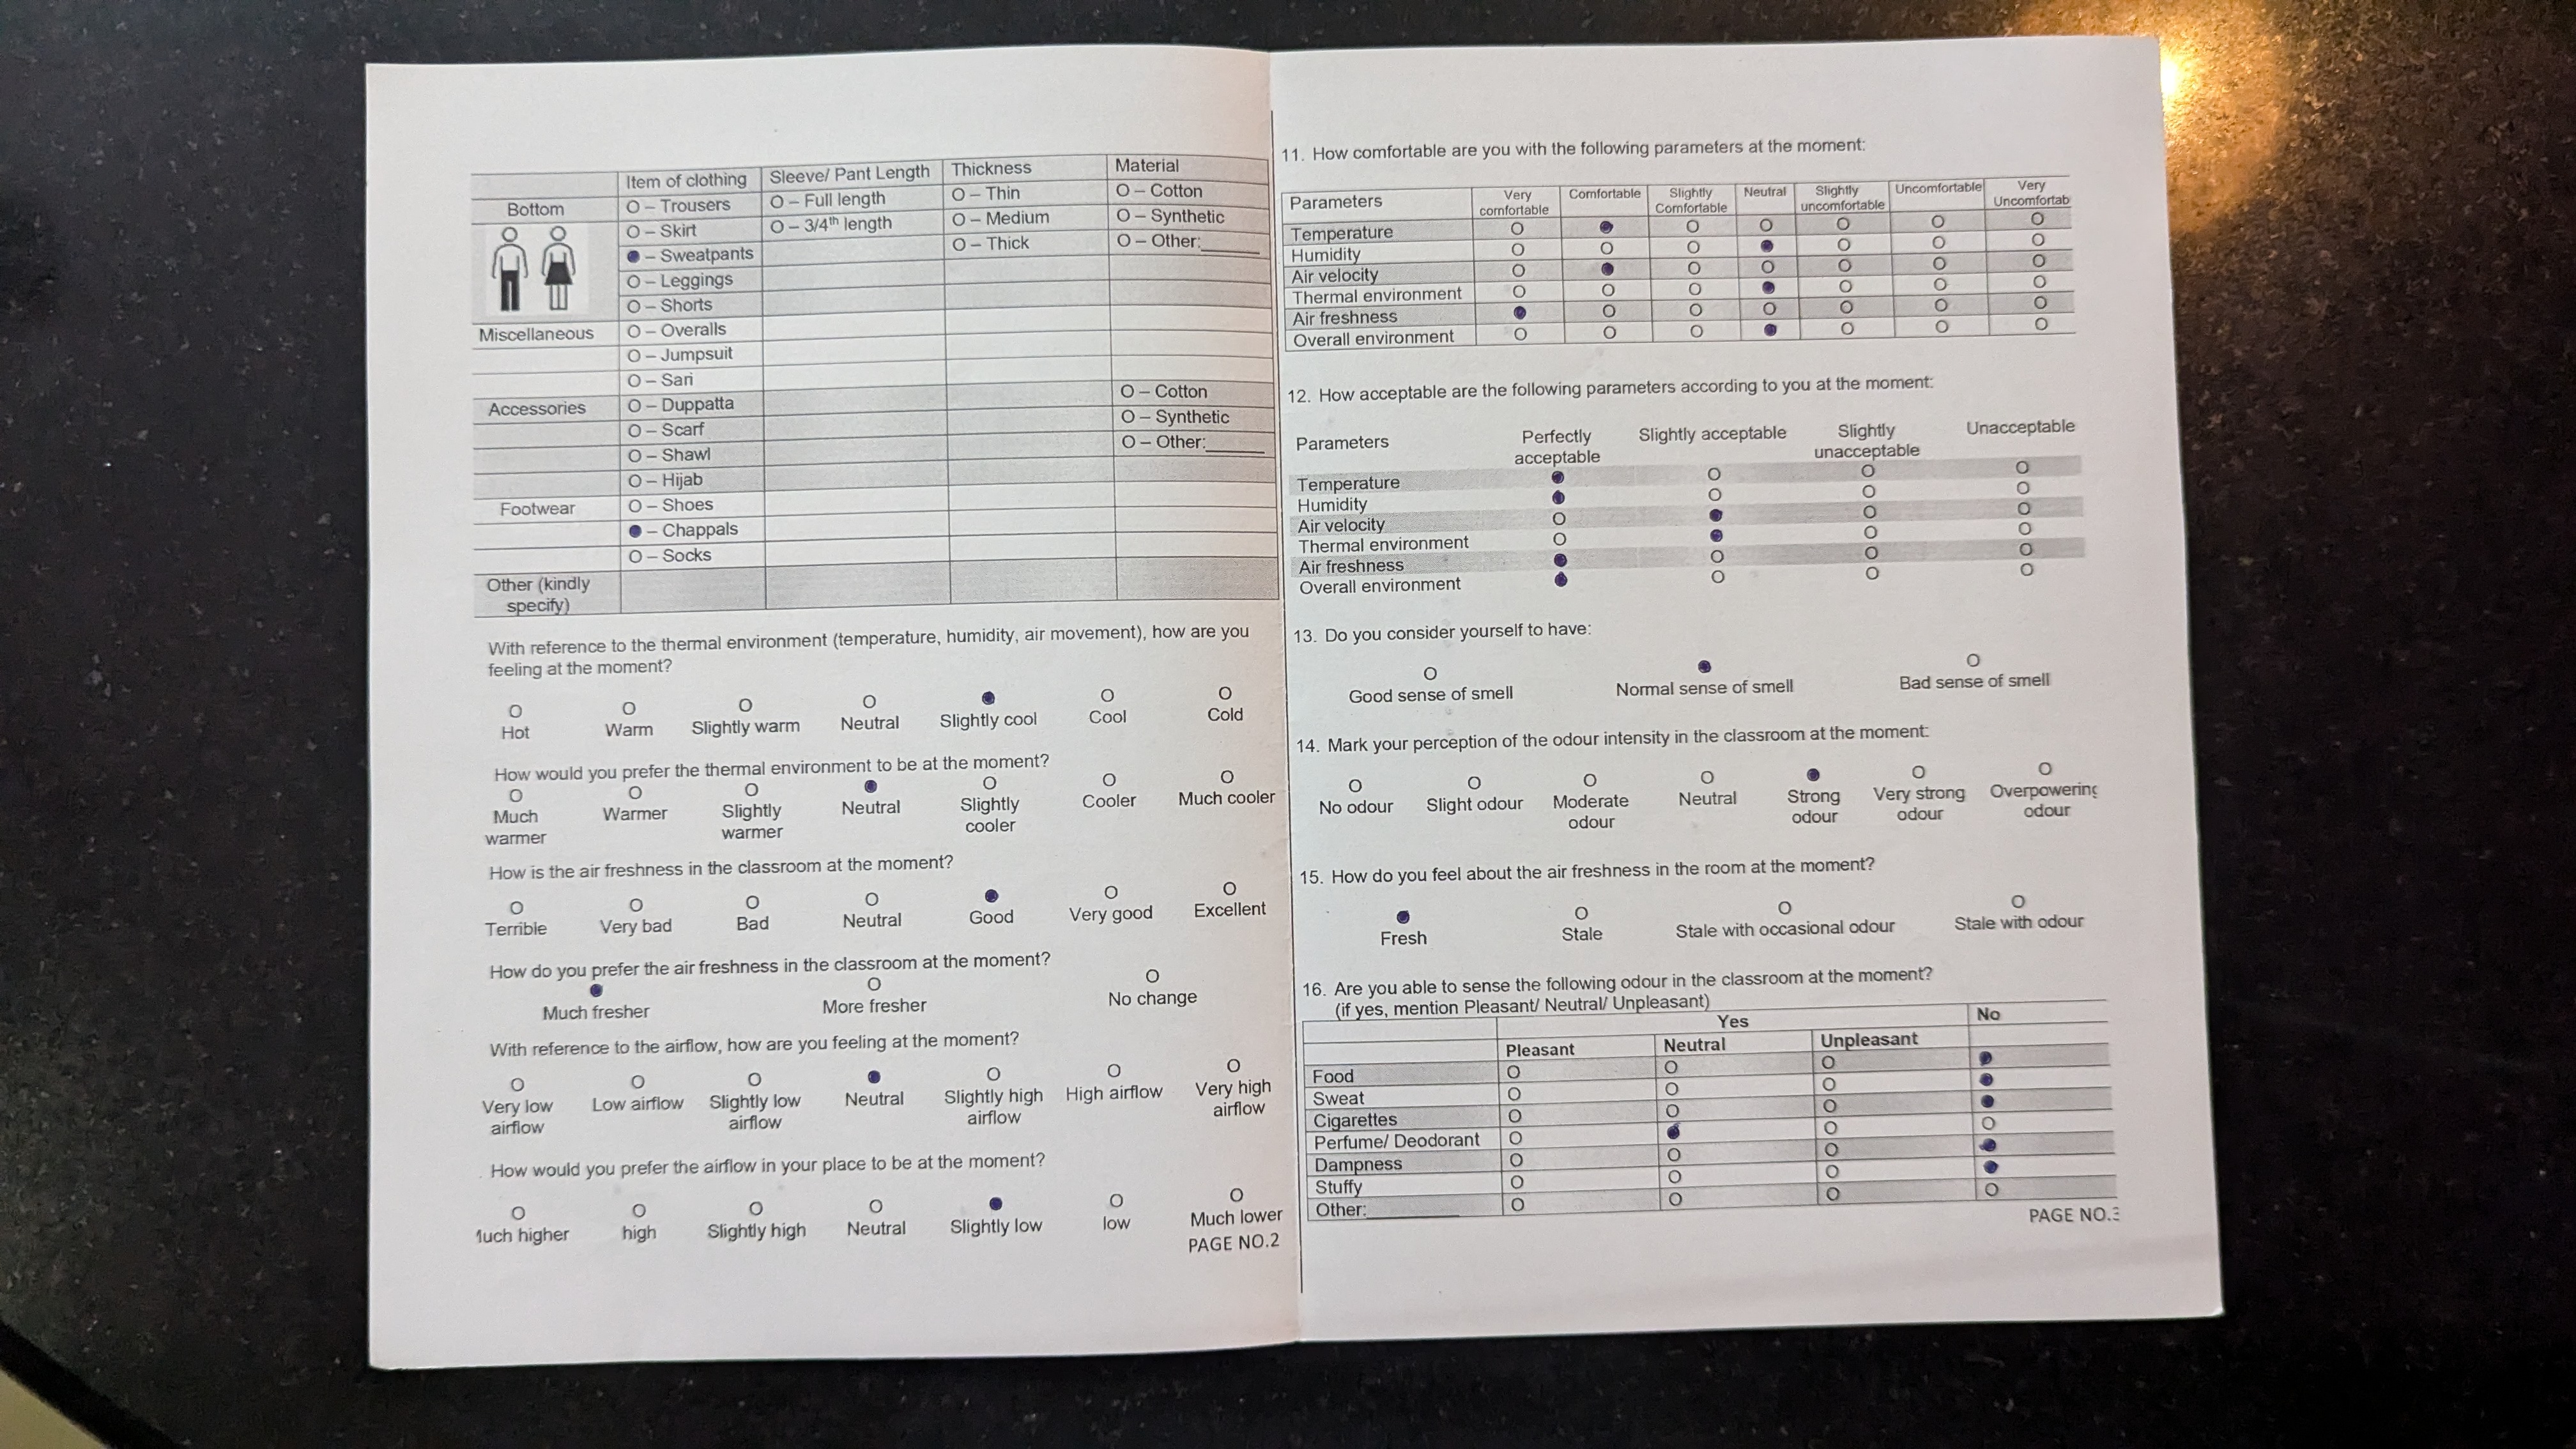 Item of clothing Sleeve/ Pant Length Thickness Material
Bottom O – Trousers O – Full length O – Thin O – Cotton
O – Skirt O – 3/4th length O – Medium O – Synthetic
● – Sweatpants O – Thick O – Other:______
O – Leggings
O – Shorts
Miscellaneous O – Overalls
O – Jumpsuit
O – Sari
Accessories O – Duppatta O – Cotton
O – Scarf O – Synthetic
O – Shawl O – Other:______
O – Hijab
Footwear O – Shoes
● – Chappals
O – Socks
Other (kindly
specify)
With reference to the thermal environment (temperature, humidity, air movement), how are you
feeling at the moment?
O O O O ● O O
Hot Warm Slightly warm Neutral Slightly cool Cool Cold
How would you prefer the thermal environment to be at the moment?
O O O ● O O O
Much Warmer Slightly Neutral Slightly Cooler Much cooler
warmer warmer cooler
How is the air freshness in the classroom at the moment?
O O O O ● O O
Terrible Very bad Bad Neutral Good Very good Excellent
How do you prefer the air freshness in the classroom at the moment?
● O O
Much fresher More fresher No change
With reference to the airflow, how are you feeling at the moment?
O O O ● O O O
Very low Low airflow Slightly low Neutral Slightly high High airflow Very high
airflow airflow airflow airflow
How would you prefer the airflow in your place to be at the moment?
O O O O ● O O
uch higher high Slightly high Neutral Slightly low low Much lower
PAGE NO.2
11. How comfortable are you with the following parameters at the moment:
Parameters Very Comfortable Slightly Neutral Slightly Uncomfortable Very
comfortable Comfortable uncomfortable Uncomfortab
Temperature O ● O O O O O
Humidity O O O ● O O O
Air velocity O ● O O O O O
Thermal environment O O O ● O O O
Air freshness ● O O O O O O
Overall environment O O O ● O O O
12. How acceptable are the following parameters according to you at the moment:
Parameters Perfectly Slightly acceptable Slightly Unacceptable
acceptable unacceptable
Temperature ● O O O
Humidity ● O O O
Air velocity O ● O O
Thermal environment O ● O O
Air freshness ● O O O
Overall environment ● O O O
13. Do you consider yourself to have:
O ● O
Good sense of smell Normal sense of smell Bad sense of smell
14. Mark your perception of the odour intensity in the classroom at the moment:
O O O O ● O O
No odour Slight odour Moderate Neutral Strong Very strong Overpowering
odour odour odour odour
15. How do you feel about the air freshness in the room at the moment?
● O O O
Fresh Stale Stale with occasional odour Stale with odour
16. Are you able to sense the following odour in the classroom at the moment?
(if yes, mention Pleasant/ Neutral/ Unpleasant)
Yes No
Pleasant Neutral Unpleasant
Food O O O ●
Sweat O O O ●
Cigarettes O O O ●
Perfume/ Deodorant O ● O O
Dampness O O O ●
Stuffy O O O ●
Other:__________ O O O O
PAGE NO.3